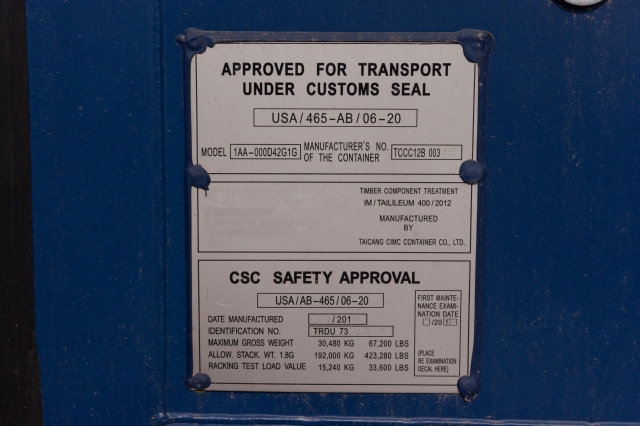 APPROVED FOR TRANSPORT
UNDER CUSTOMS SEAL
USA/465-AB/06-20
MODEL 1AA-000D42G1G MANUFACTURER'S NO. OF THE CONTAINER TCCC12B 003
TIMBER COMPONENT TREATMENT
IM/TAILILEUM 400/2012
MANUFACTURED
BY
TAICANG CIMC CONTAINER CO., LTD.
CSC SAFETY APPROVAL
USA/AB-465/06-20
DATE MANUFACTURED /201
IDENTIFICATION NO. TRDU 73
MAXIMUM GROSS WEIGHT 30,480 KG 67,200 LBS
ALLOW. STACK. WT. 1.8G 192,000 KG 423,280 LBS
RACKING TEST LOAD VALUE 15,240 KG 33,600 LBS
FIRST MAINTE-
NANCE EXAMI-
NATION DATE
/20
(PLACE
RE EXAMINATION
DECAL HERE)